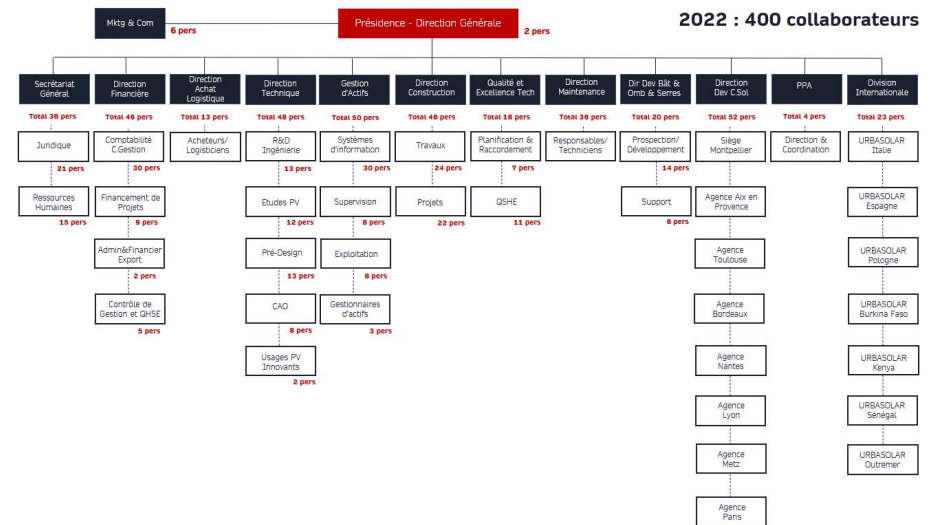 Mktg & Com
6 pers
Présidence - Direction Générale
2 pers
2022 : 400 collaborateurs
Secrétariat
Général
Total 36 pers
Juridique
21 pers
Ressources
Humaines
15 pers
Direction
Financière
Total 46 pers
Comptabilité
C.Gestion
30 pers
Financement de
Projets
9 pers
Admin&Financier
Export
2 pers
Contrôle de
Gestion et QHSE
5 pers
Direction
Achat
Logistique
Total 13 pers
Acheteurs/
Logisticiens
Direction
Technique
Total 48 pers
R&D
Ingénierie
13 pers
Etudes PV
12 pers
Pré-Design
13 pers
CAO
8 pers
Usages PV
Innovants
2 pers
Gestion
d'Actifs
Total 50 pers
Systèmes
d'information
30 pers
Supervision
8 pers
Exploitation
8 pers
Gestionnaires
d'actifs
3 pers
Direction
Construction
Total 46 pers
Travaux
24 pers
Projets
22 pers
Qualité et
Excellence Tech
Total 18 pers
Planification &
Raccordement
7 pers
QSHE
11 pers
Direction
Maintenance
Total 36 pers
Responsables/
Techniciens
Dir Dev Bât &
Omb & Serres
Total 20 pers
Prospection/
Développement
14 pers
Support
6 pers
Direction
Dev C.Sol
Total 52 pers
Siège
Montpellier
Agence Aix en
Provence
Agence
Toulouse
Agence
Bordeaux
Agence
Nantes
Agence
Lyon
Agence
Metz
Agence
Paris
PPA
Total 4 pers
Direction &
Coordination
Division
Internationale
Total 23 pers
URBASOLAR
Italie
URBASOLAR
Espagne
URBASOLAR
Pologne
URBASOLAR
Burkina Faso
URBASOLAR
Kenya
URBASOLAR
Sénégal
URBASOLAR
Outremer